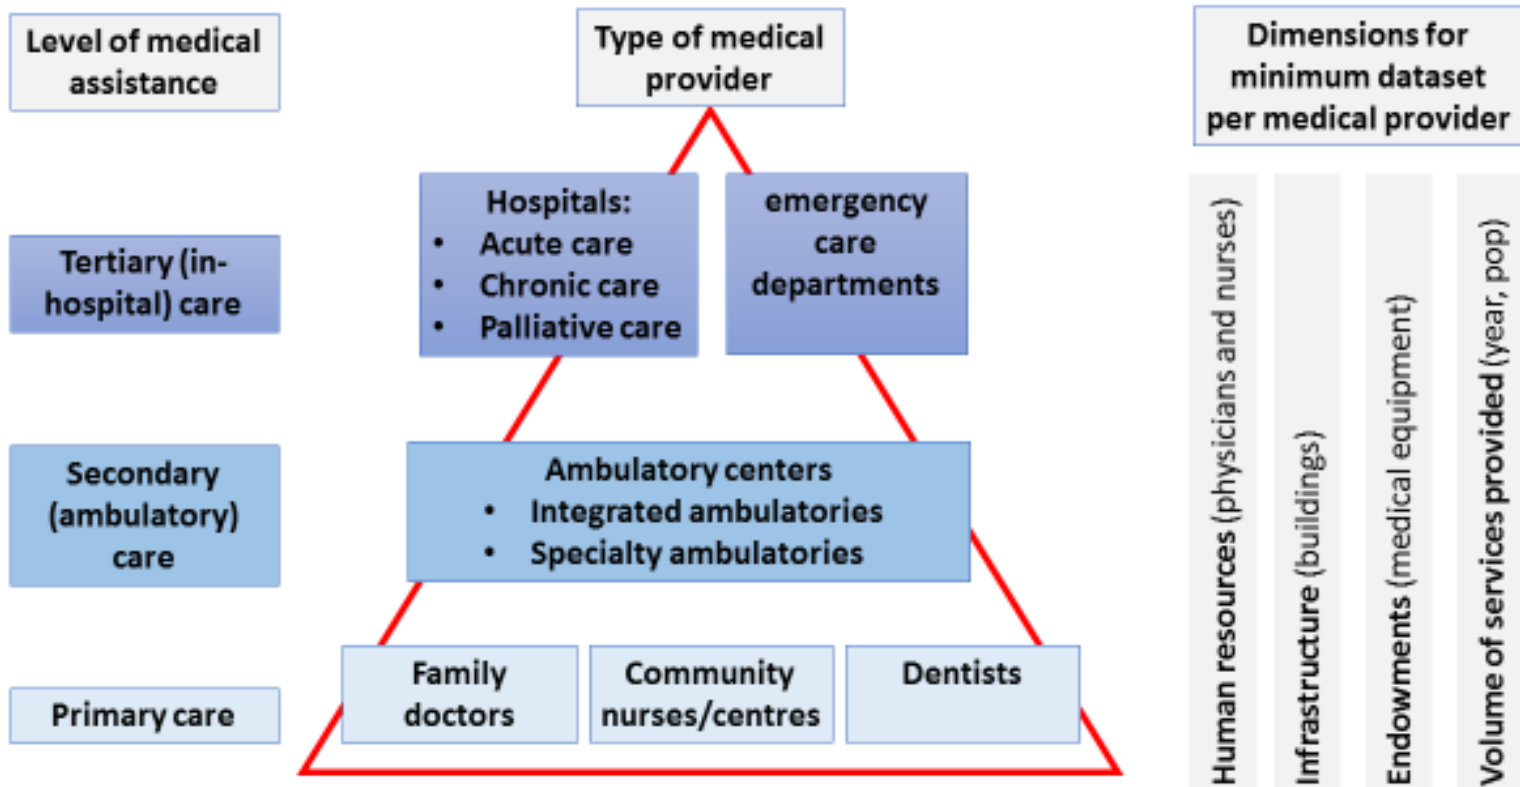 Level of medical
assistance
Type of medical
provider
Dimensions for
minimum dataset
per medical provider
Tertiary (in-
hospital) care
Hospitals:
• Acute care
• Chronic care
• Palliative care
emergency
care
departments
Secondary
(ambulatory)
care
Ambulatory centers
• Integrated ambulatories
• Specialty ambulatories
Primary care
Family
doctors
Community
nurses/centres
Dentists
Human resources (physicians and nurses)
Infrastructure (buildings)
Endowments (medical equipment)
Volume of services provided (year, pop)